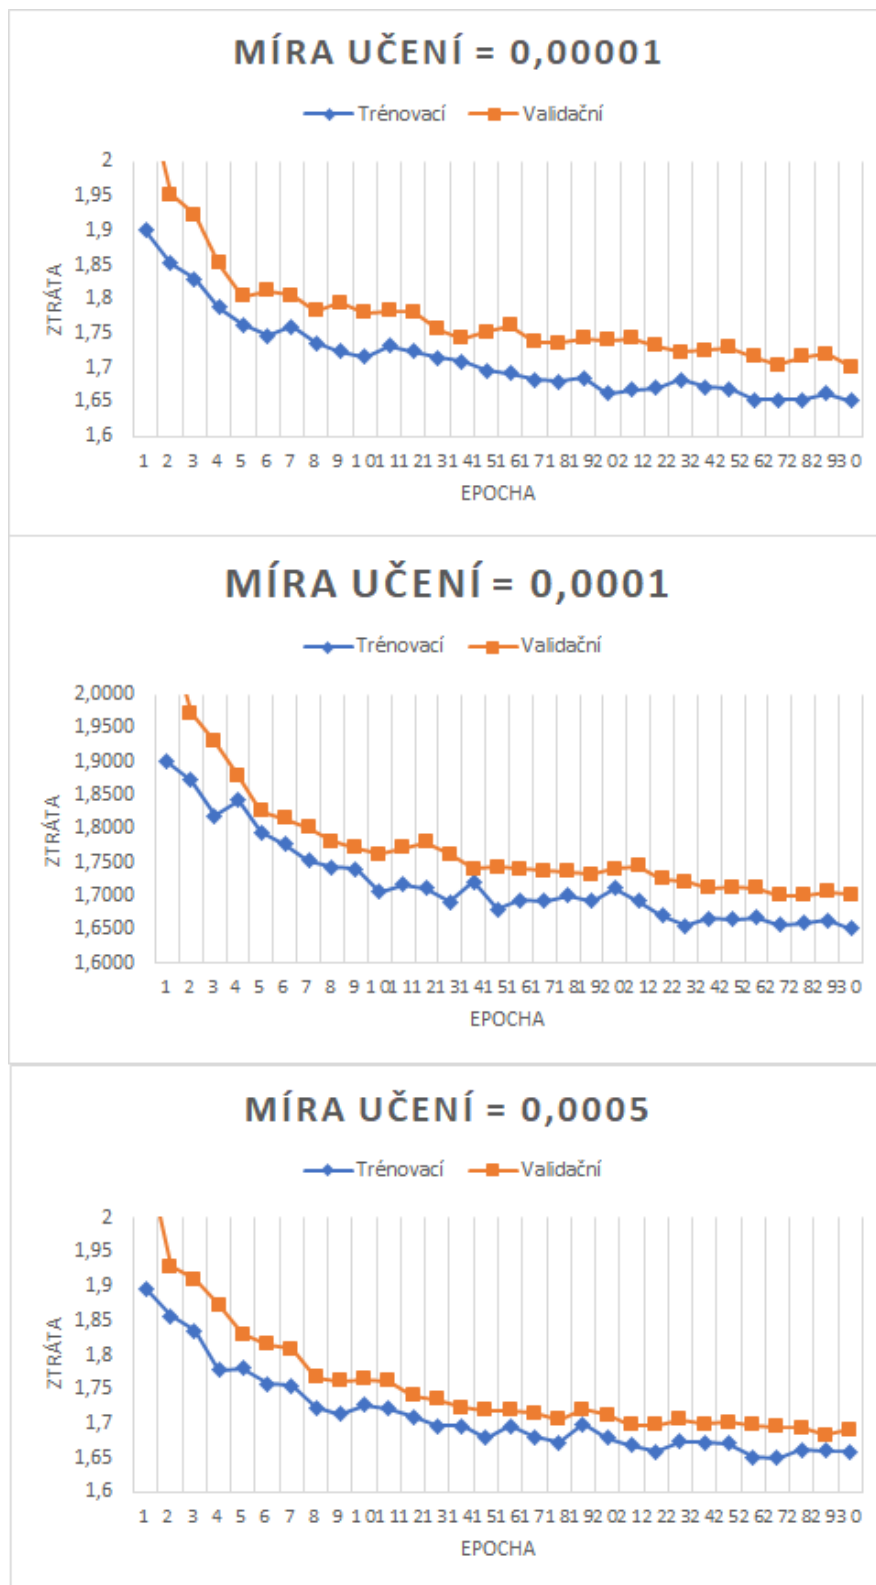 MÍRA UČENÍ = 0,00001
Trénovací Validační
2
1,95
1,9
1,85
1,8
1,75
1,7
1,65
1,6
ZTRÁTA
1 2 3 4 5 6 7 8 9 1 01 11 21 31 41 51 61 71 81 92 02 12 22 32 42 52 62 72 82 93 0
EPOCHA
MÍRA UČENÍ = 0,0001
Trénovací Validační
2,0000
1,9500
1,9000
1,8500
1,8000
1,7500
1,7000
1,6500
1,6000
ZTRÁTA
1 2 3 4 5 6 7 8 9 1 01 11 21 31 41 51 61 71 81 92 02 12 22 32 42 52 62 72 82 93 0
EPOCHA
MÍRA UČENÍ = 0,0005
Trénovací Validační
2
1,95
1,9
1,85
1,8
1,75
1,7
1,65
1,6
ZTRÁTA
1 2 3 4 5 6 7 8 9 1 01 11 21 31 41 51 61 71 81 92 02 12 22 32 42 52 62 72 82 93 0
EPOCHA